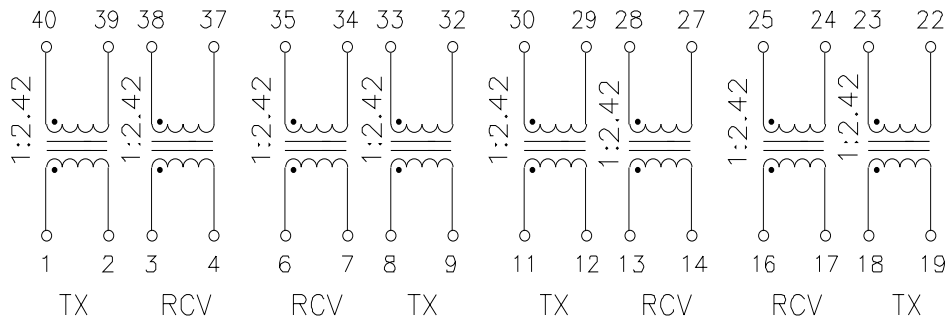 40 39 38 37 35 34 33 32 30 29 28 27 25 24 23 22
1:2.42 1:2.42 1:2.42 1:2.42 1:2.42 1:2.42 1:2.42 1:2.42
1 2 3 4 6 7 8 9 11 12 13 14 16 17 18 19
TX RCV RCV TX TX RCV RCV TX